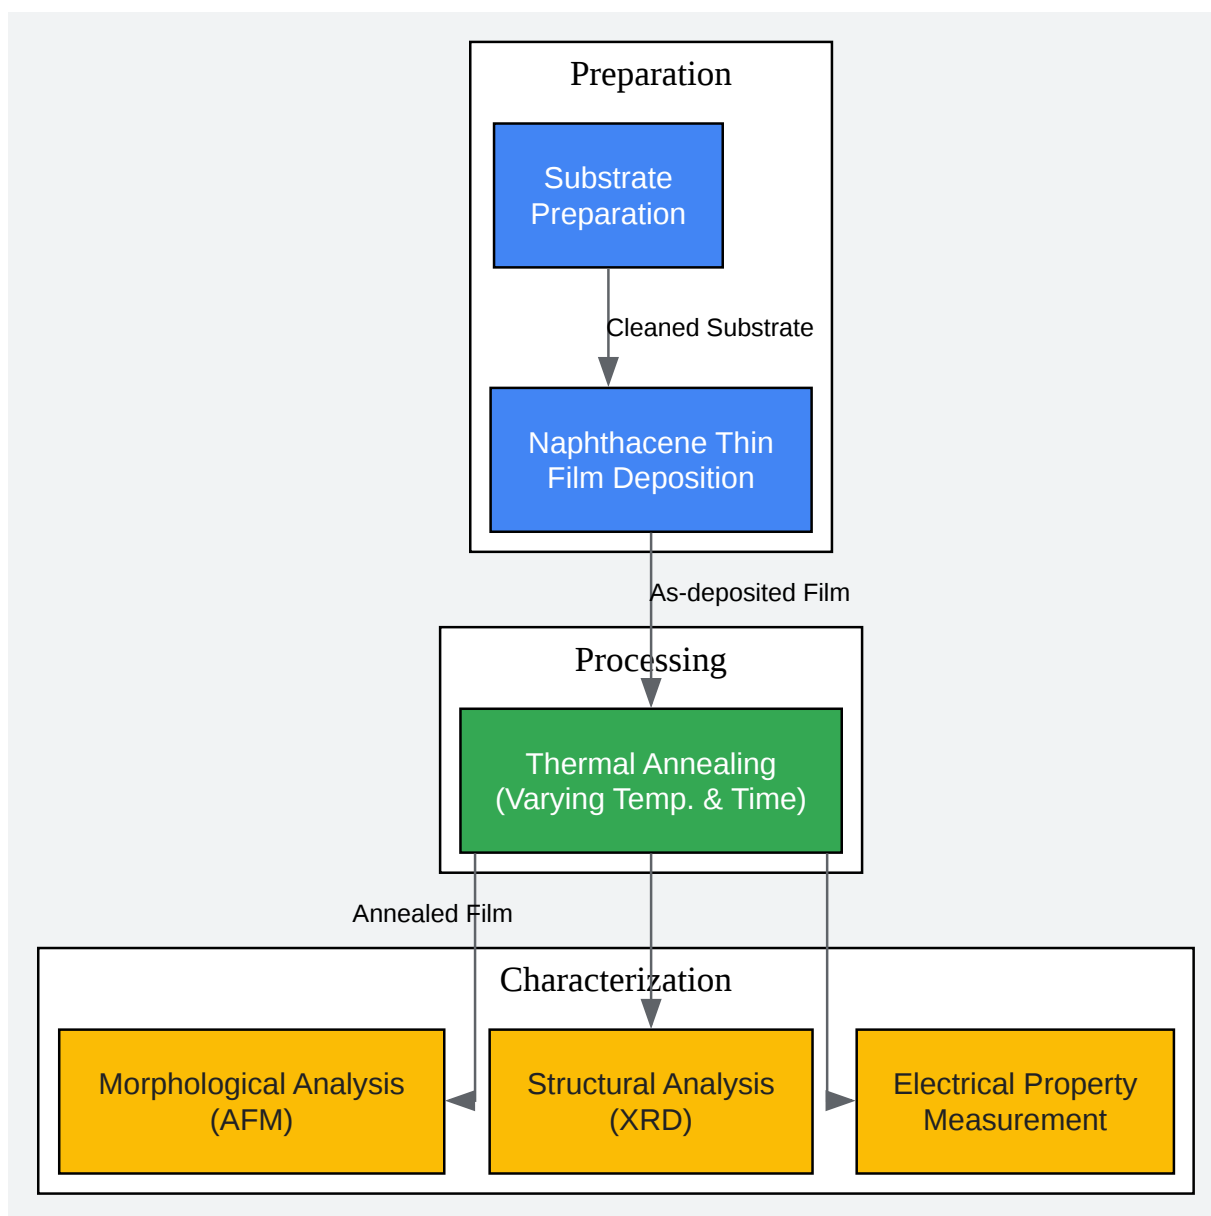 Preparation
Substrate
Preparation
Cleaned Substrate
Naphthacene Thin
Film Deposition
As-deposited Film
Processing
Thermal Annealing
(Varying Temp. & Time)
Annealed Film
Characterization
Morphological Analysis
(AFM)
Structural Analysis
(XRD)
Electrical Property
Measurement